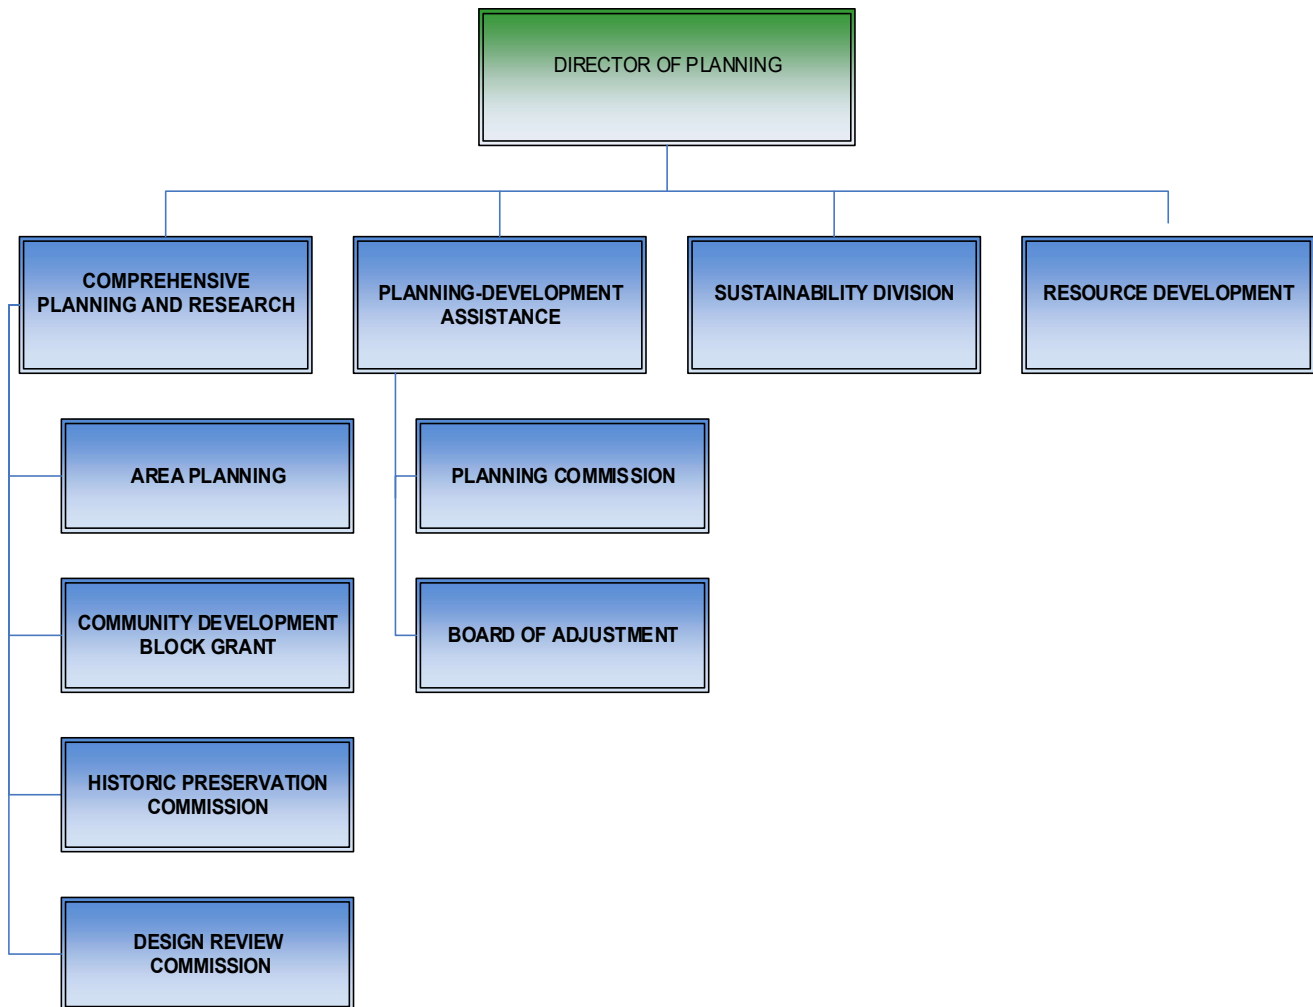 DIRECTOR OF PLANNING
COMPREHENSIVE
PLANNING AND RESEARCH
PLANNING-DEVELOPMENT
ASSISTANCE
SUSTAINABILITY DIVISION
RESOURCE DEVELOPMENT
AREA PLANNING
PLANNING COMMISSION
COMMUNITY DEVELOPMENT
BLOCK GRANT
BOARD OF ADJUSTMENT
HISTORIC PRESERVATION
COMMISSION
DESIGN REVIEW
COMMISSION